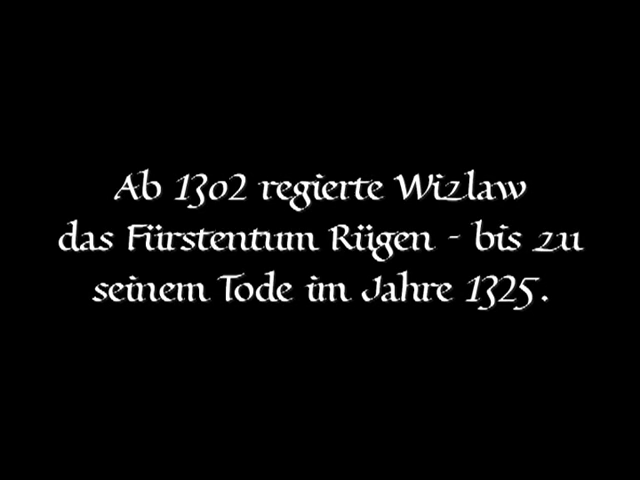 Ab 1302 regierte Wizlaw
das Fürstentum Rügen - bis zu
seinem Tode im Jahre 1325.